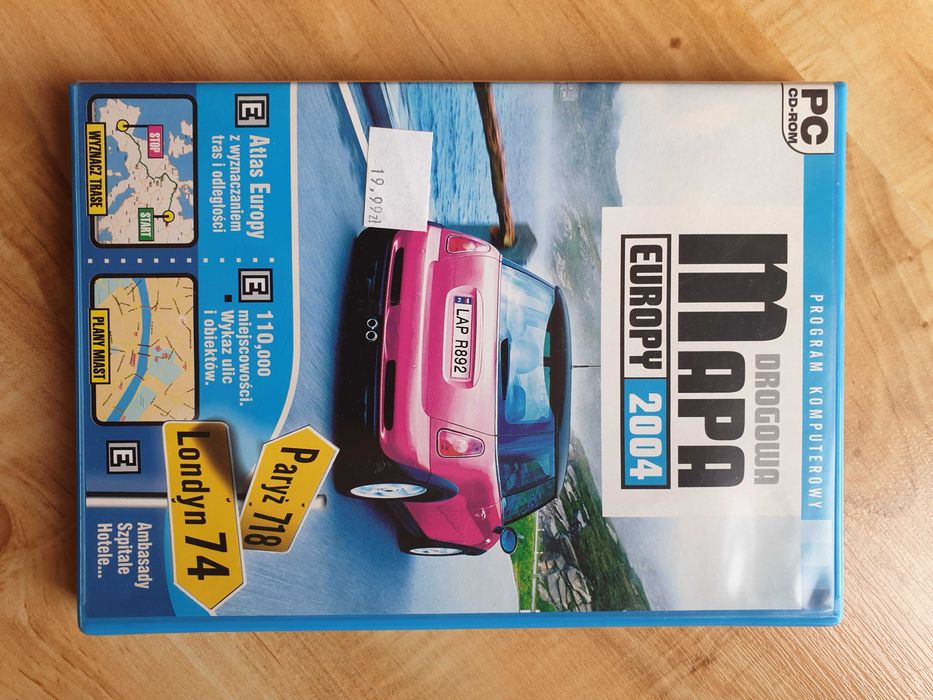 PC
CD-ROM
PROGRAM KOMPUTEROWY
DROGOWA
MAPA
EUROPY 2004
19,99zł
LAP R892
E
Atlas Europy
z wyznaczaniem
tras i odległości
E
110,000
miejscowości.
Wykaz ulic
i obiektów.
STOP
START
WYZNACZ TRASĘ
PLANY MIAST
Paryż 718
Londyn 74
E
Ambasady
Szpitale
Hotele...